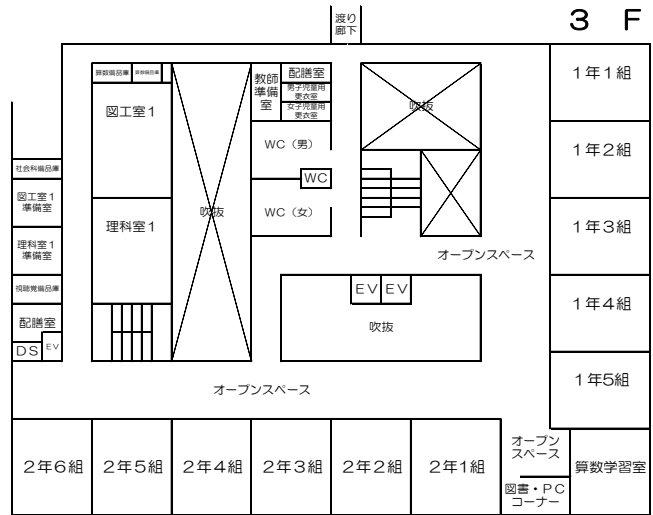 渡り
廊下
3 F
算数備品庫
算数備品庫
教師
準備
室
配膳室
男子児童用
更衣室
女子児童用
更衣室
吹抜
1年1組
図工室1
WC（男）
1年2組
社会科備品庫
WC
図工室1
準備室
吹抜
WC（女）
理科室1
1年3組
理科室1
準備室
オープンスペース
視聴覚備品庫
EV
EV
1年4組
配膳室
吹抜
DS
EV
1年5組
オープンスペース
オープン
スペース
2年6組
2年5組
2年4組
2年3組
2年2組
2年1組
算数学習室
図書・PC
コーナー